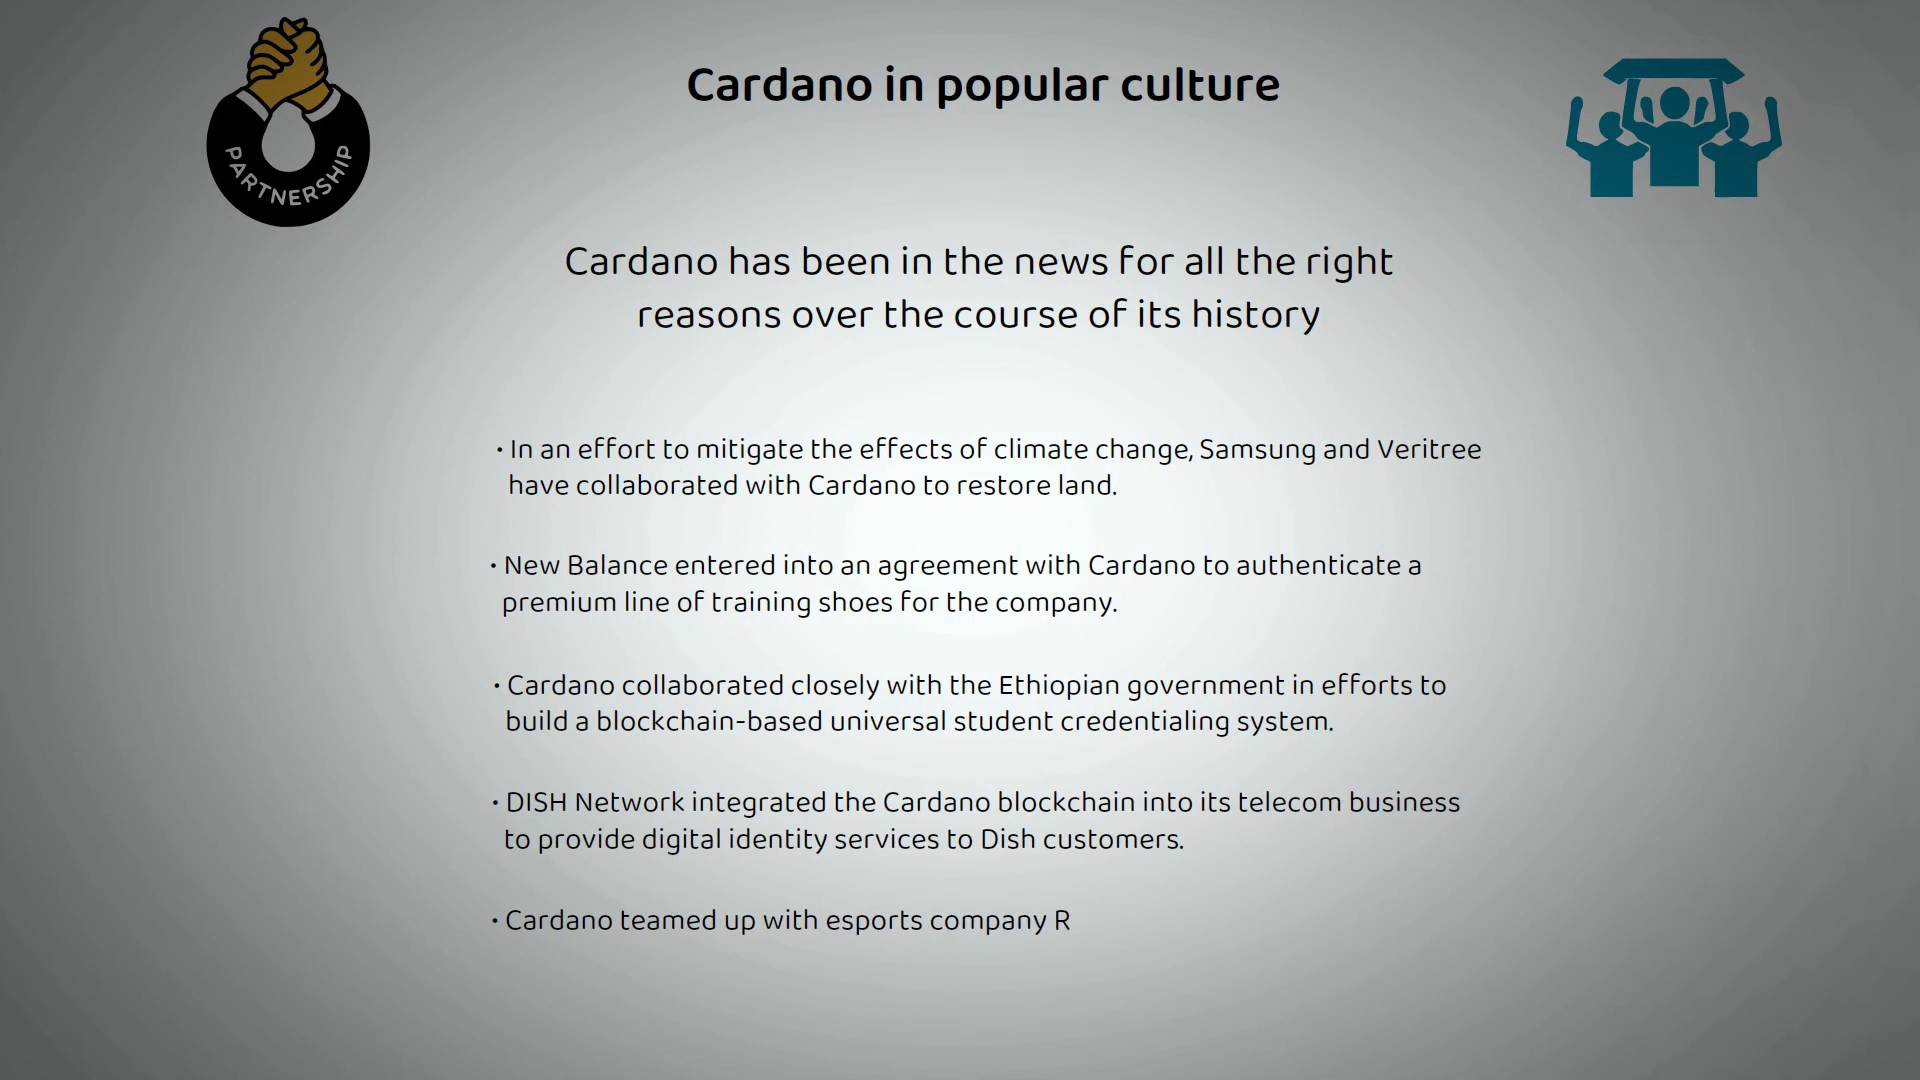 PARTNERSHIP
Cardano in popular culture
Cardano has been in the news for all the right
reasons over the course of its history
• In an effort to mitigate the effects of climate change, Samsung and Veritree
have collaborated with Cardano to restore land.
• New Balance entered into an agreement with Cardano to authenticate a
premium line of training shoes for the company.
• Cardano collaborated closely with the Ethiopian government in efforts to
build a blockchain-based universal student credentialing system.
• DISH Network integrated the Cardano blockchain into its telecom business
to provide digital identity services to Dish customers.
• Cardano teamed up with esports company R